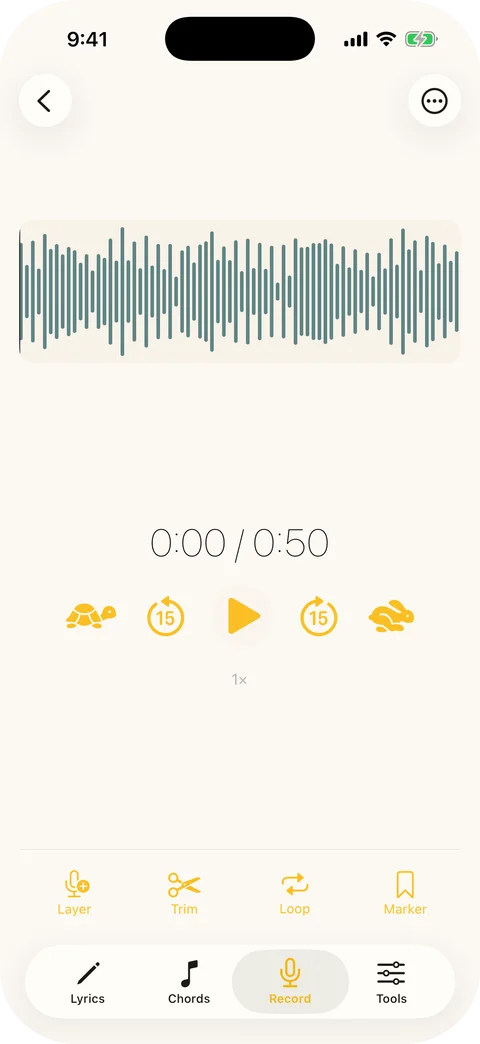 9:41
0:00 / 0:50
15
15
1×
Layer
Trim
Loop
Marker
Lyrics
Chords
Record
Tools